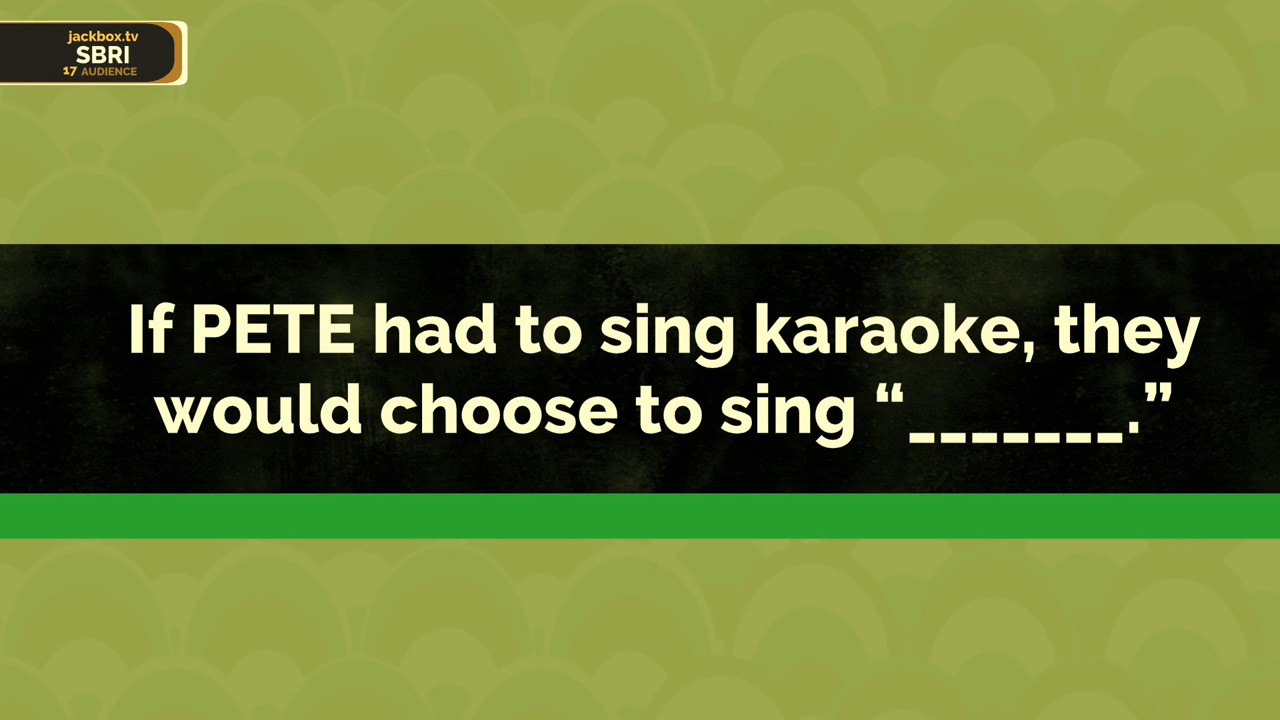 jackbox.tv
SBRI
17 AUDIENCE
If PETE had to sing karaoke, they
would choose to sing “_______.”